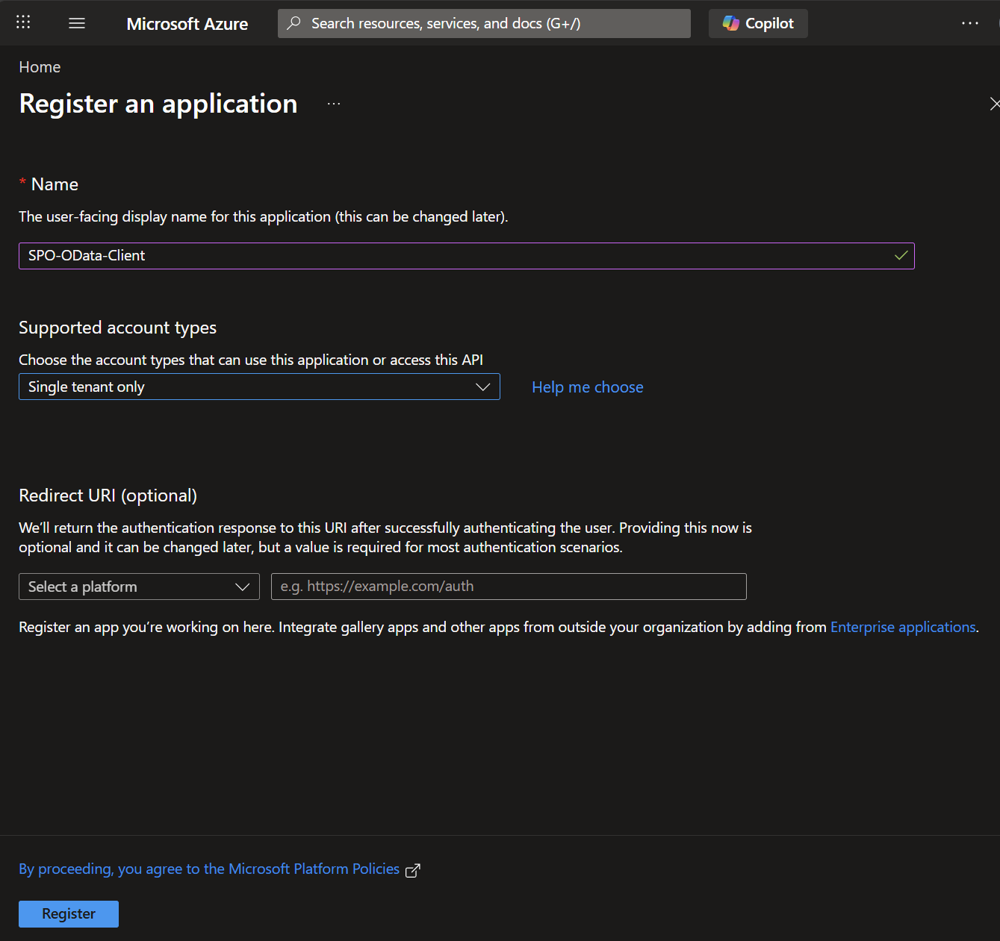 Microsoft Azure
Search resources, services, and docs (G+/)
Copilot
Home
Register an application
* Name
The user-facing display name for this application (this can be changed later).
SPO-OData-Client
Supported account types
Choose the account types that can use this application or access this API
Single tenant only
Help me choose
Redirect URI (optional)
We'll return the authentication response to this URI after successfully authenticating the user. Providing this now is
optional and it can be changed later, but a value is required for most authentication scenarios.
Select a platform
e.g. https://example.com/auth
Register an app you’re working on here. Integrate gallery apps and other apps from outside your organization by adding from Enterprise applications.
By proceeding, you agree to the Microsoft Platform Policies
Register